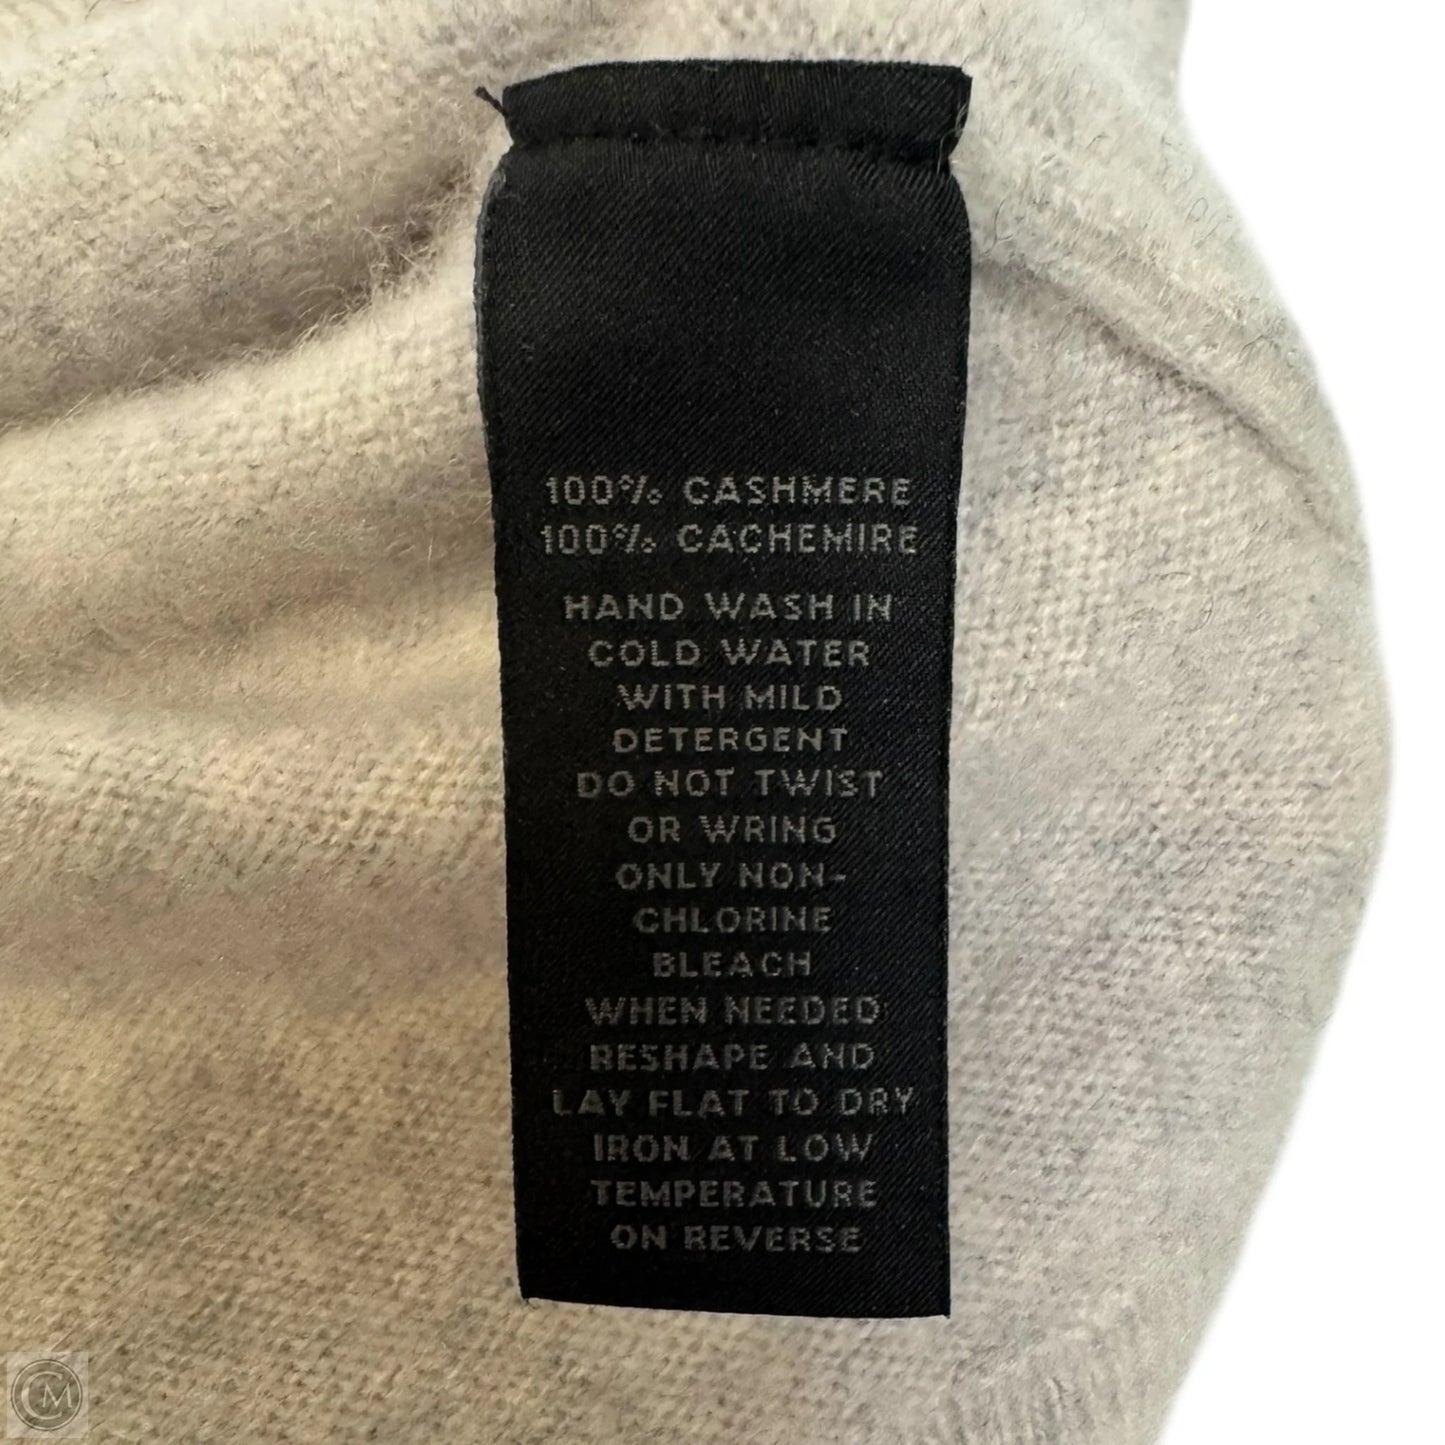 100% CASHMERE
100% CACHEMIRE
HAND WASH IN
COLD WATER
WITH MILD
DETERGENT
DO NOT TWIST
OR WRING
ONLY NON-
CHLORINE
BLEACH
WHEN NEEDED
RESHAPE AND
LAY FLAT TO DRY
IRON AT LOW
TEMPERATURE
ON REVERSE
CM